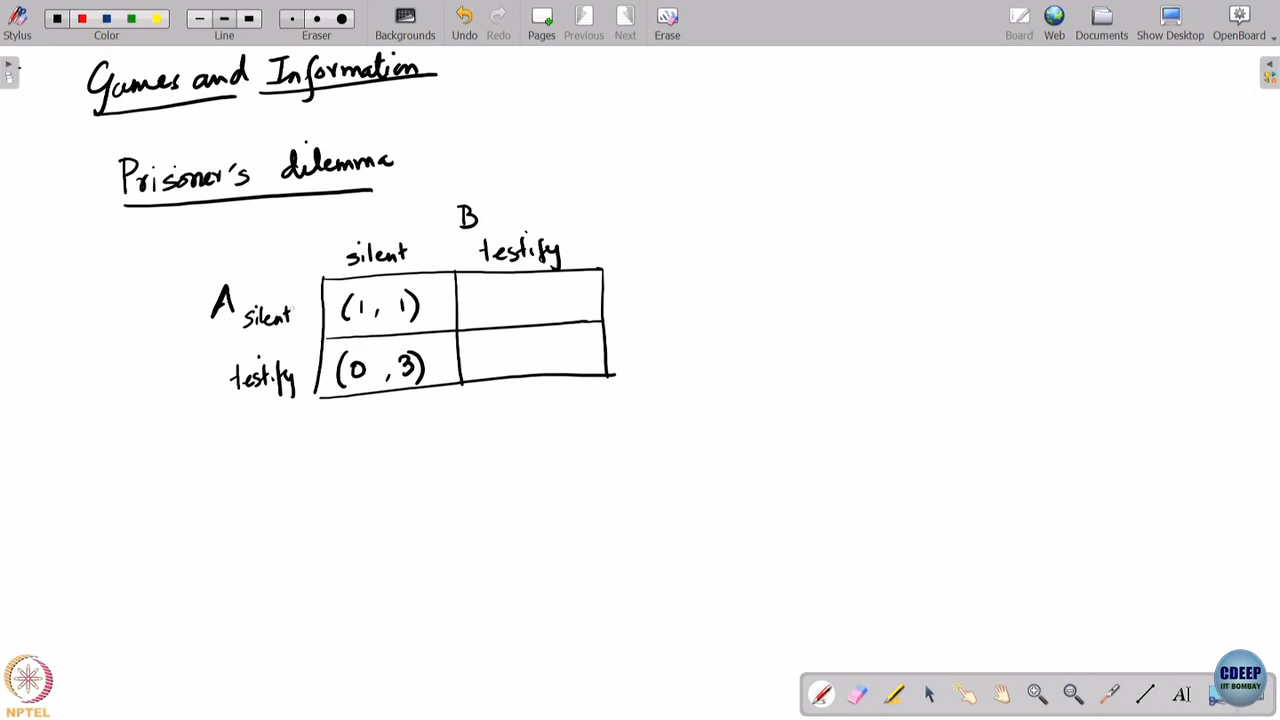 Stylus Color Line Eraser Backgrounds Undo Redo Pages Previous Next Erase Board Web Documents Show Desktop OpenBoard
Games and Information
Prisoner's dilemma
B
silent testify
A silent (1, 1)
testify (0, 3)
NPTEL
CDEEP
IIT BOMBAY